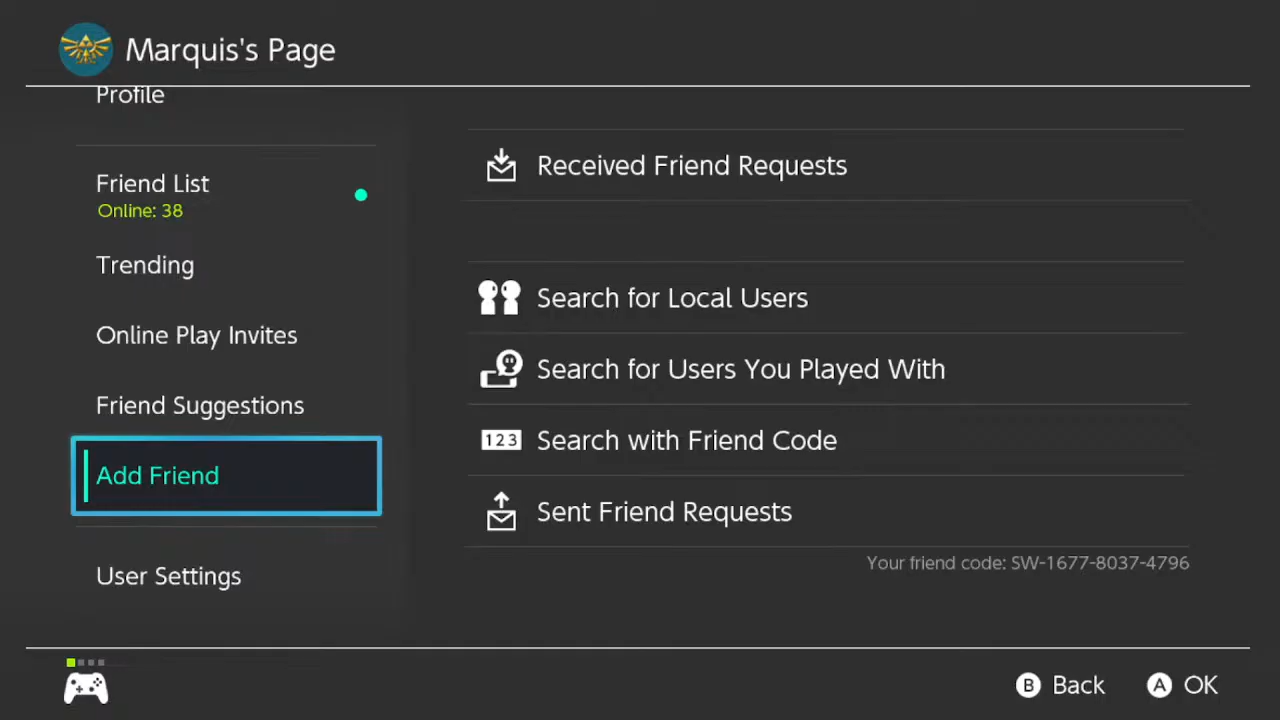 Marquis's Page
Profile
Friend List
Online: 38
Trending
Online Play Invites
Friend Suggestions
Add Friend
User Settings
Received Friend Requests
Search for Local Users
Search for Users You Played With
123 Search with Friend Code
Sent Friend Requests
Your friend code: SW-1677-8037-4796
B Back A OK